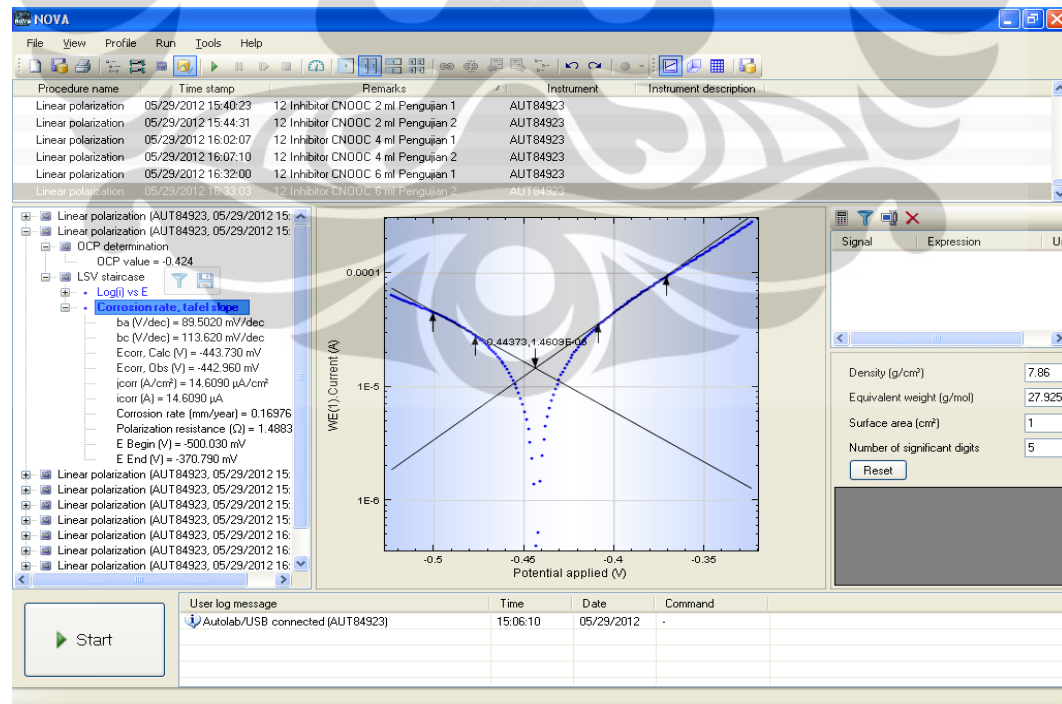 NOVA
File View Profile Run Tools Help
Procedure name Time stamp Remarks Instrument Instrument description
Linear polarization 05/29/2012 15:40:23 12 Inhibitor CNOOC 2 ml Pengujian 1 AUT84923
Linear polarization 05/29/2012 15:44:31 12 Inhibitor CNOOC 2 ml Pengujian 2 AUT84923
Linear polarization 05/29/2012 16:02:07 12 Inhibitor CNOOC 4 ml Pengujian 1 AUT84923
Linear polarization 05/29/2012 16:07:10 12 Inhibitor CNOOC 4 ml Pengujian 2 AUT84923
Linear polarization 05/29/2012 16:32:00 12 Inhibitor CNOOC 6 ml Pengujian 1 AUT84923
Linear polarization 05/29/2012 16:33:03 12 Inhibitor CNOOC 6 ml Pengujian 2 AUT84923
Linear polarization (AUT84923, 05/29/2012 15:
Linear polarization (AUT84923, 05/29/2012 15:
OCP determination
OCP value = -0.424
LSV staircase
Log(i) vs E
Corrosion rate, tafel slope
ba (V/dec) = 89.5020 mV/dec
bc (V/dec) = 113.620 mV/dec
Ecorr, Calc (V) = -443.730 mV
Ecorr, Obs (V) = -442.960 mV
jcorr (A/cm²) = 14.6090 µA/cm²
icorr (A) = 14.6090 µA
Corrosion rate (mm/year) = 0.16976
Polarization resistance (Ω) = 1.4883
E Begin (V) = -500.030 mV
E End (V) = -370.790 mV
Linear polarization (AUT84923, 05/29/2012 15:
Linear polarization (AUT84923, 05/29/2012 15:
Linear polarization (AUT84923, 05/29/2012 15:
Linear polarization (AUT84923, 05/29/2012 15:
Linear polarization (AUT84923, 05/29/2012 16:
Linear polarization (AUT84923, 05/29/2012 16:
Linear polarization (AUT84923, 05/29/2012 16:
0.0001
1E-5
1E-6
WE(1).Current (A)
-0.44373,1.4609E-05
-0.5 -0.45 -0.4 -0.35
Potential applied (V)
Signal Expression
Density (g/cm³) 7.86
Equivalent weight (g/mol) 27.925
Surface area (cm²) 1
Number of significant digits 5
Reset
Start
User log message Time Date Command
Autolab/USB connected (AUT84923) 15:06:10 05/29/2012 -